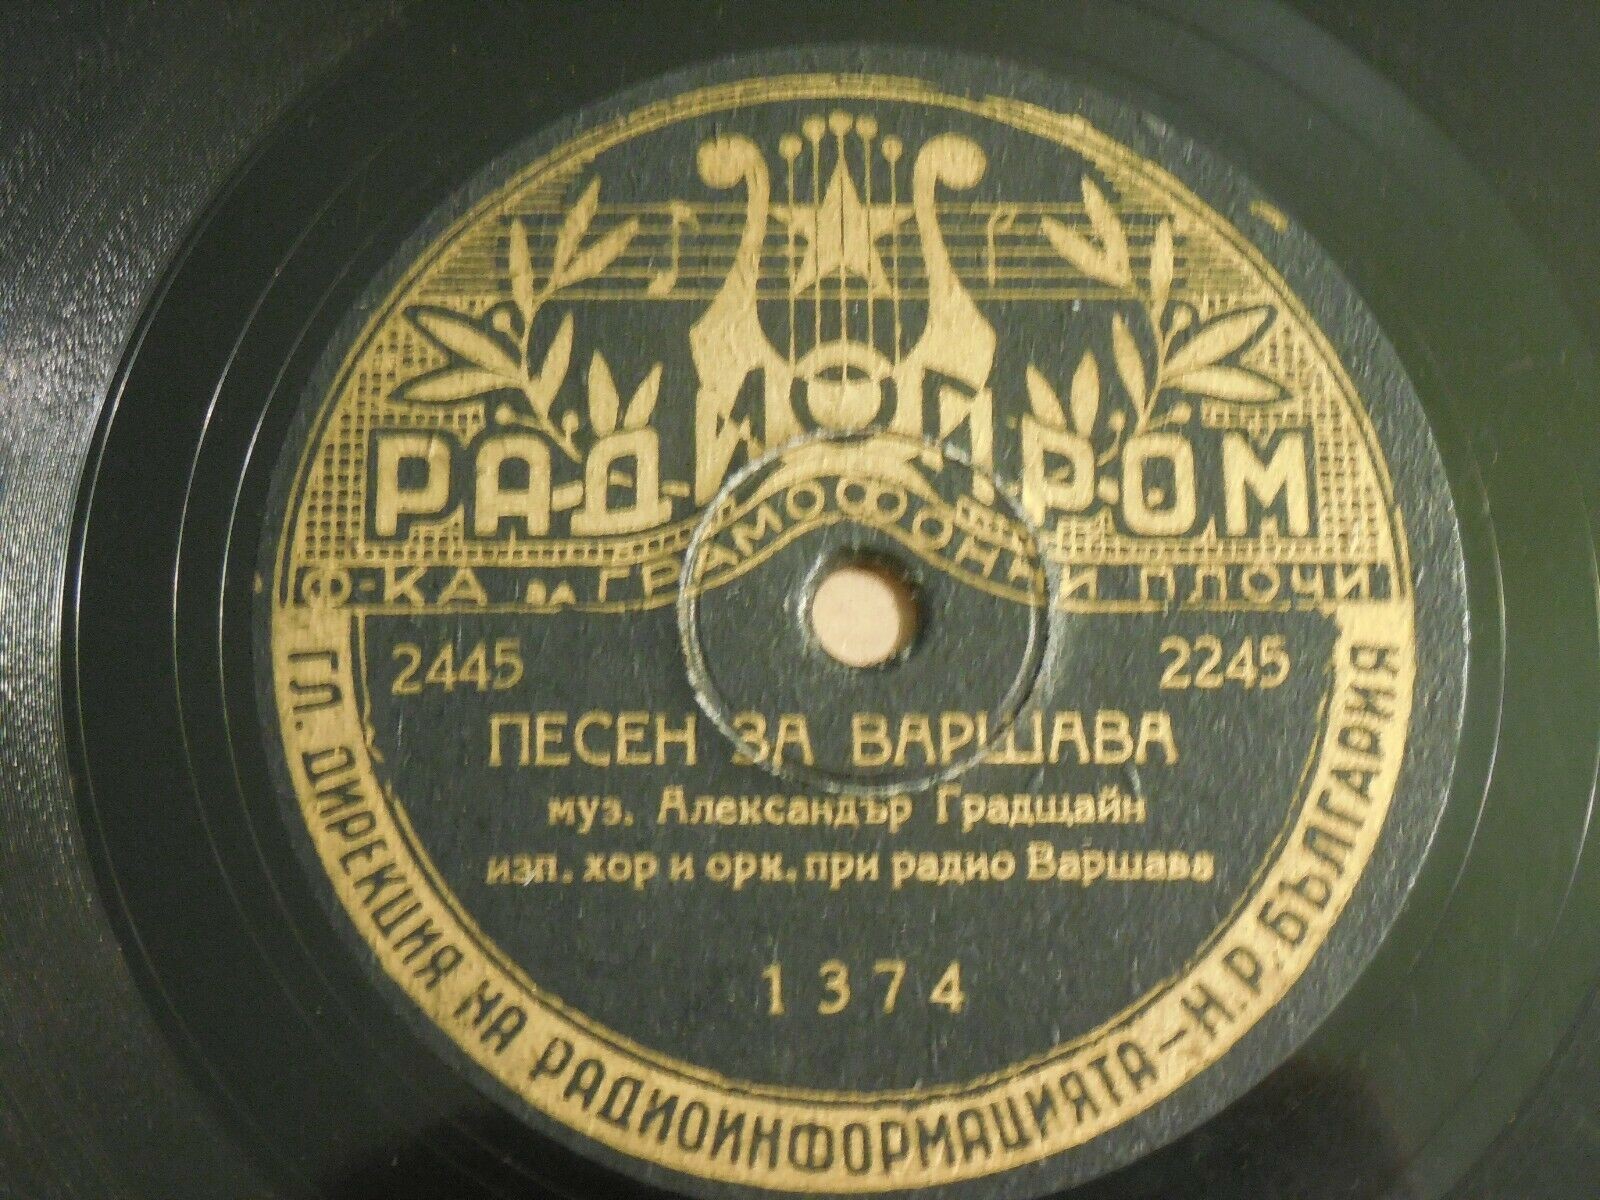 РАДИОПРОМ
Ф-КА ЗА ГРАМОФОННИ ПЛОЧИ
2445 2245
ПЕСЕН ЗА ВАРШАВА
муз. Александър Градщайн
изп. хор и орк. при радио Варшава
1374
ГЛ. ДИРЕКЦИЯ НА РАДИОИНФОРМАЦИЯТА - Н.Р. БЪЛГАРИЯ